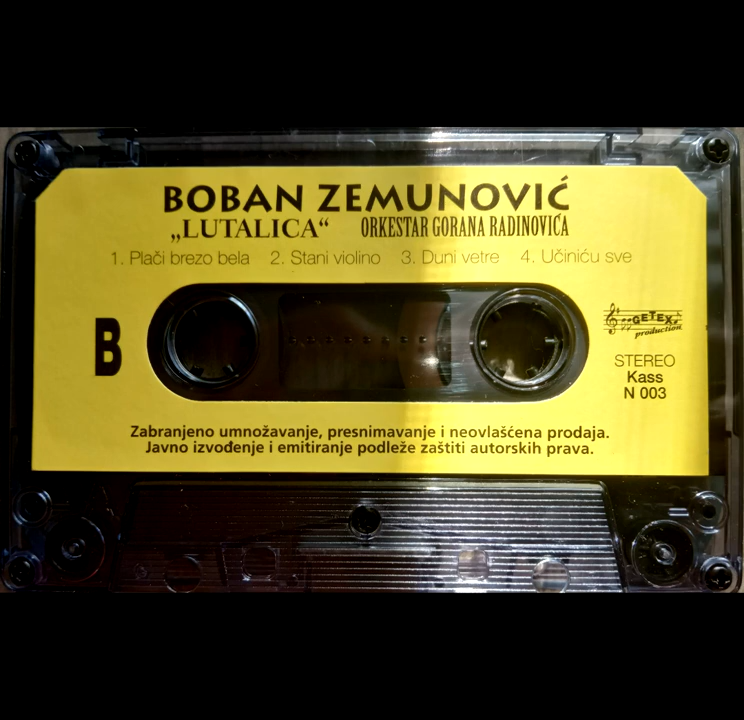 BOBAN ZEMUNOVIĆ
„LUTALICA“ ORKESTAR GORANA RADINOVIĆA
1. Plači brezo bela 2. Stani violino 3. Duni vetre 4. Učiniću sve
B
GETEX
production
STEREO
Kass
N 003
Zabranjeno umnožavanje, presnimavanje i neovlašćena prodaja.
Javno izvođenje i emitiranje podleže zaštiti autorskih prava.